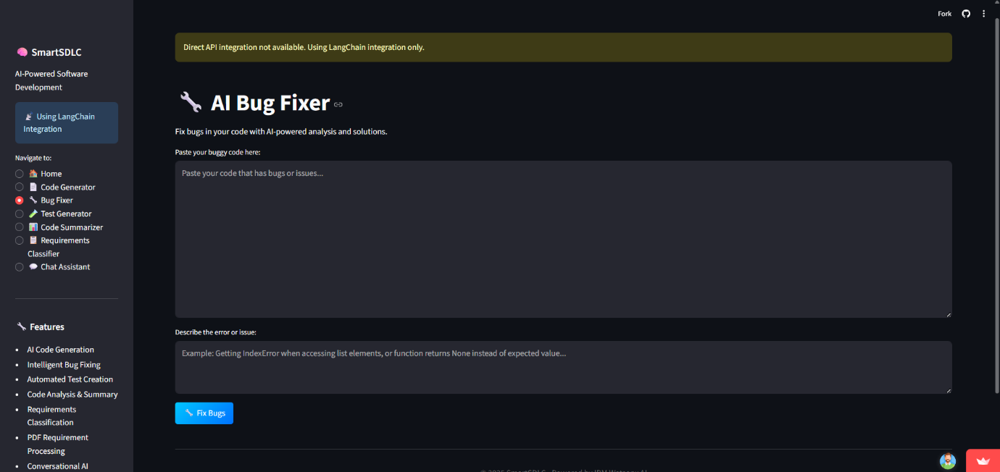 Fork
SmartSDLC
AI-Powered Software
Development
Using LangChain
Integration
Navigate to:
Home
Code Generator
Bug Fixer
Test Generator
Code Summarizer
Requirements
Classifier
Chat Assistant
Features
AI Code Generation
Intelligent Bug Fixing
Automated Test Creation
Code Analysis & Summary
Requirements
Classification
PDF Requirement
Processing
Conversational AI
Direct API integration not available. Using LangChain integration only.
AI Bug Fixer
Fix bugs in your code with AI-powered analysis and solutions.
Paste your buggy code here:
Paste your code that has bugs or issues...
Describe the error or issue:
Example: Getting IndexError when accessing list elements, or function returns None instead of expected value...
Fix Bugs